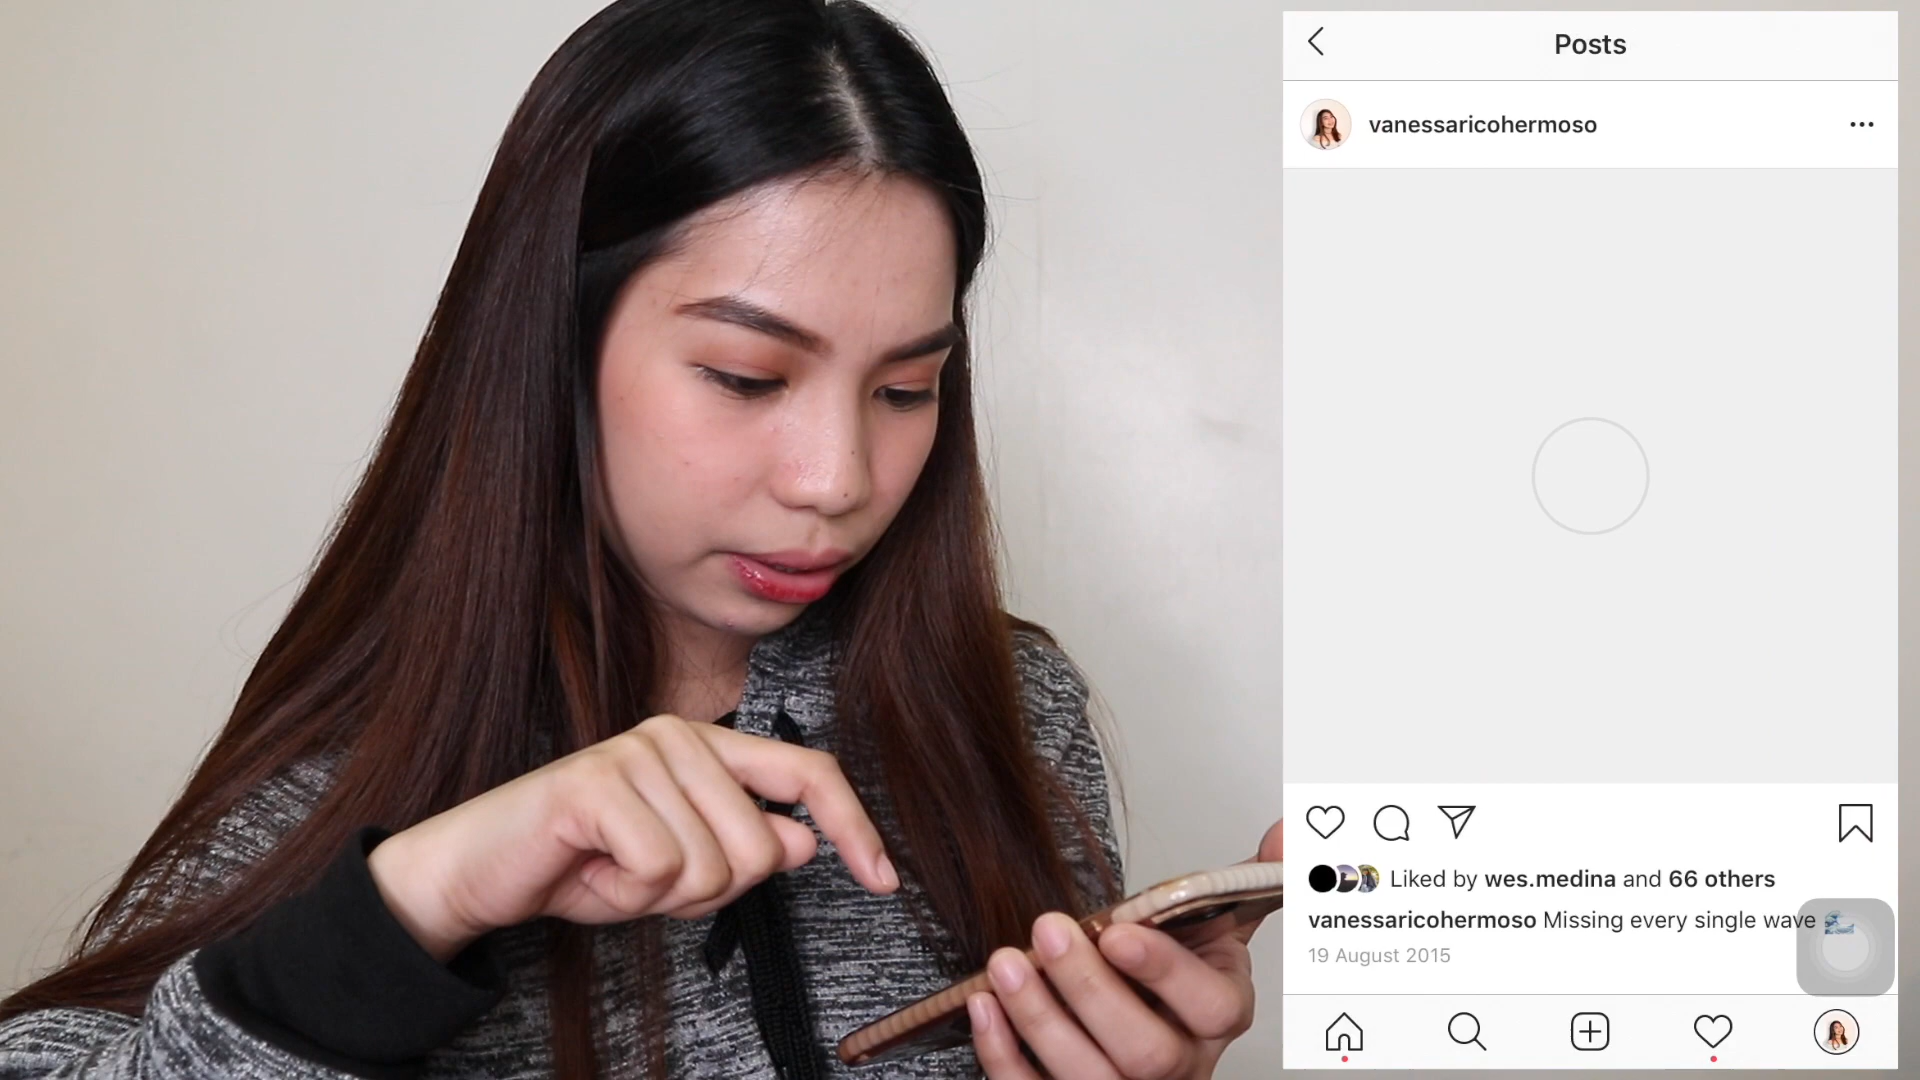 Posts
vanessaricohermoso
Liked by wes.medina and 66 others
vanessaricohermoso Missing every single wave 🌊
19 August 2015